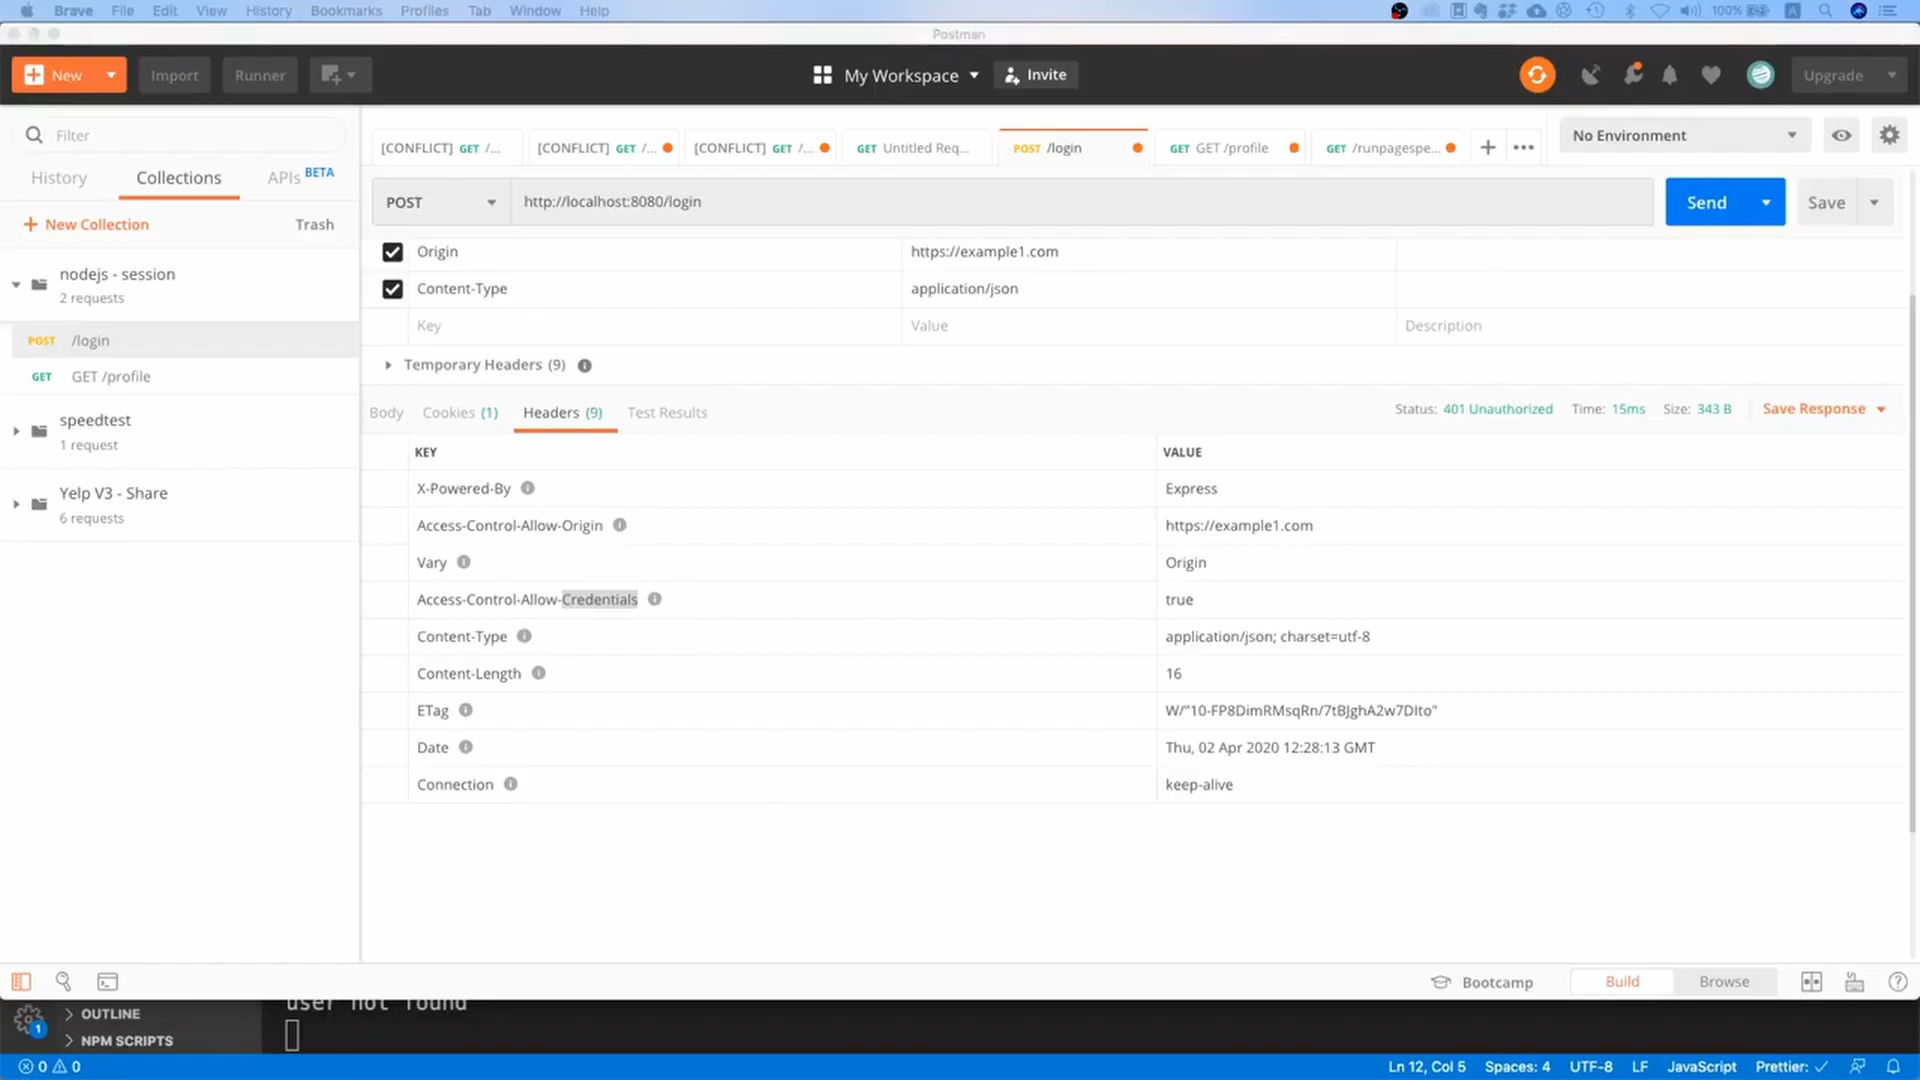 Brave File Edit View History Bookmarks Profiles Tab Window Help 100%
Postman
New Import Runner My Workspace Invite Upgrade
Filter
[CONFLICT] GET /... [CONFLICT] GET /... [CONFLICT] GET /... GET Untitled Req... POST /login GET GET /profile GET /runpagespe... No Environment
History Collections APIs BETA
POST http://localhost:8080/login Send Save
New Collection Trash
Origin https://example1.com
nodejs - session
2 requests
Content-Type application/json
Key Value Description
POST /login
Temporary Headers (9)
GET GET /profile
Body Cookies (1) Headers (9) Test Results Status: 401 Unauthorized Time: 15ms Size: 343 B Save Response
speedtest
1 request
KEY VALUE
X-Powered-By Express
Yelp V3 - Share
6 requests
Access-Control-Allow-Origin https://example1.com
Vary Origin
Access-Control-Allow-Credentials true
Content-Type application/json; charset=utf-8
Content-Length 16
ETag W/"10-FP8DimRMsqRn/7tBJghA2w7DIto"
Date Thu, 02 Apr 2020 12:28:13 GMT
Connection keep-alive
Bootcamp Build Browse
user not found
1 OUTLINE
NPM SCRIPTS
0 0 Ln 12, Col 5 Spaces: 4 UTF-8 LF JavaScript Prettier: ✓